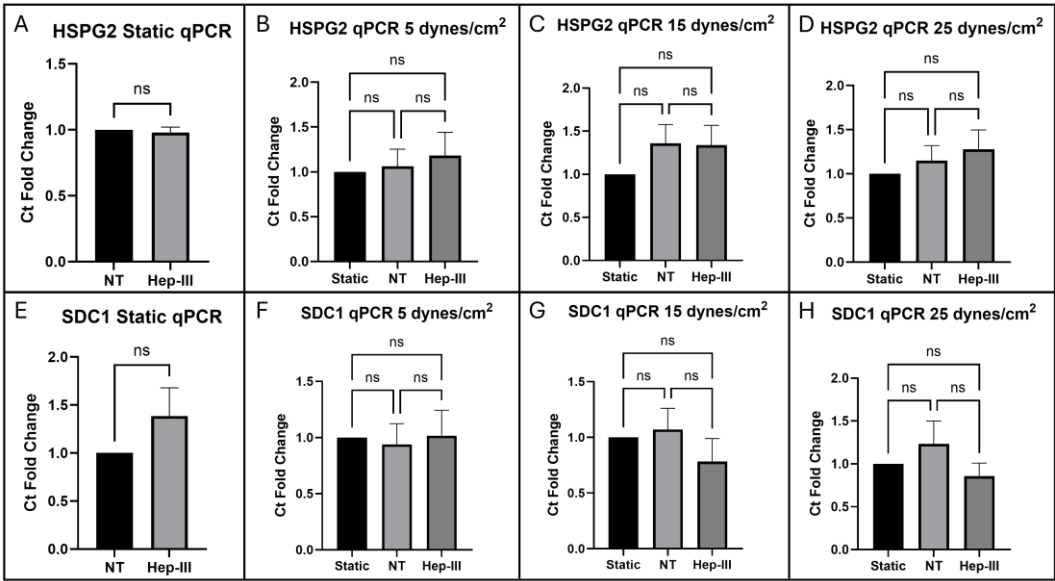 A HSPG2 Static qPCR
Ct Fold Change
1.5
1.0
0.5
0.0
ns
NT Hep-III
B HSPG2 qPCR 5 dynes/cm²
Ct Fold Change
2.0
1.5
1.0
0.5
0.0
ns
ns ns
Static NT Hep-III
C HSPG2 qPCR 15 dynes/cm²
Ct Fold Change
2.0
1.5
1.0
0.5
0.0
ns
ns ns
Static NT Hep-III
D HSPG2 qPCR 25 dynes/cm²
Ct Fold Change
2.0
1.5
1.0
0.5
0.0
ns
ns ns
Static NT Hep-III
E SDC1 Static qPCR
Ct Fold Change
2.0
1.5
1.0
0.5
0.0
ns
NT Hep-III
F SDC1 qPCR 5 dynes/cm²
Ct Fold Change
1.5
1.0
0.5
0.0
ns
ns ns
Static NT Hep-III
G SDC1 qPCR 15 dynes/cm²
Ct Fold Change
1.5
1.0
0.5
0.0
ns
ns ns
Static NT Hep-III
H SDC1 qPCR 25 dynes/cm²
Ct Fold Change
2.0
1.5
1.0
0.5
0.0
ns
ns ns
Static NT Hep-III